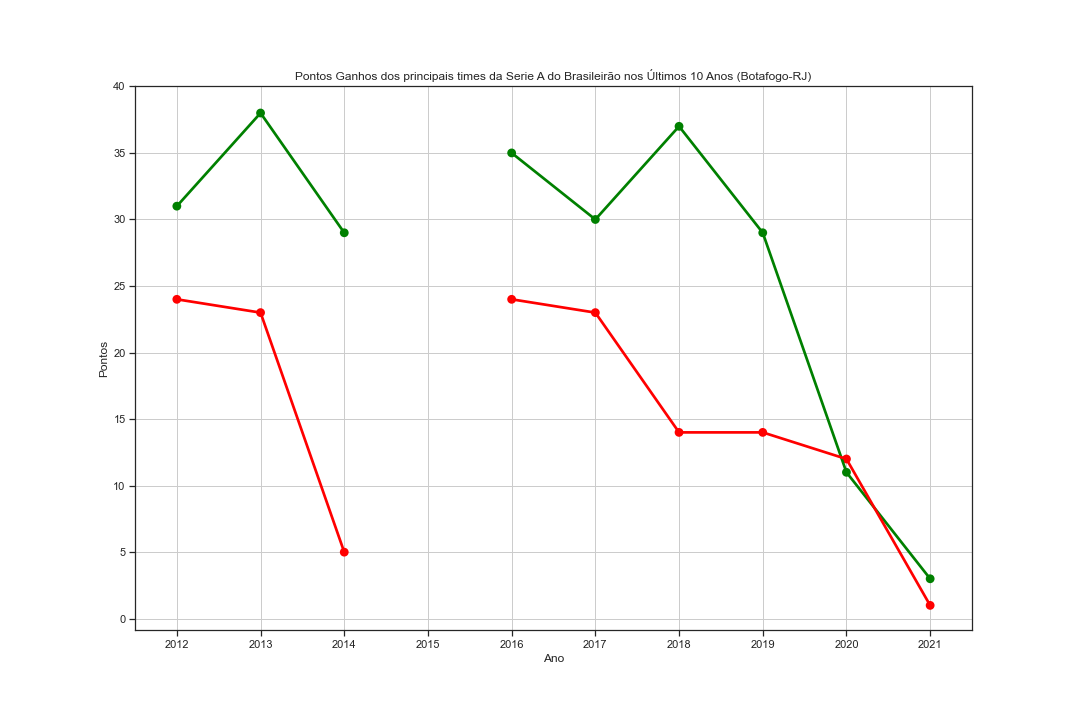 Pontos Ganhos dos principais times da Serie A do Brasileirão nos Últimos 10 Anos (Botafogo-RJ)
40
35
30
25
20
15
10
5
0
Pontos
2012 2013 2014 2015 2016 2017 2018 2019 2020 2021
Ano